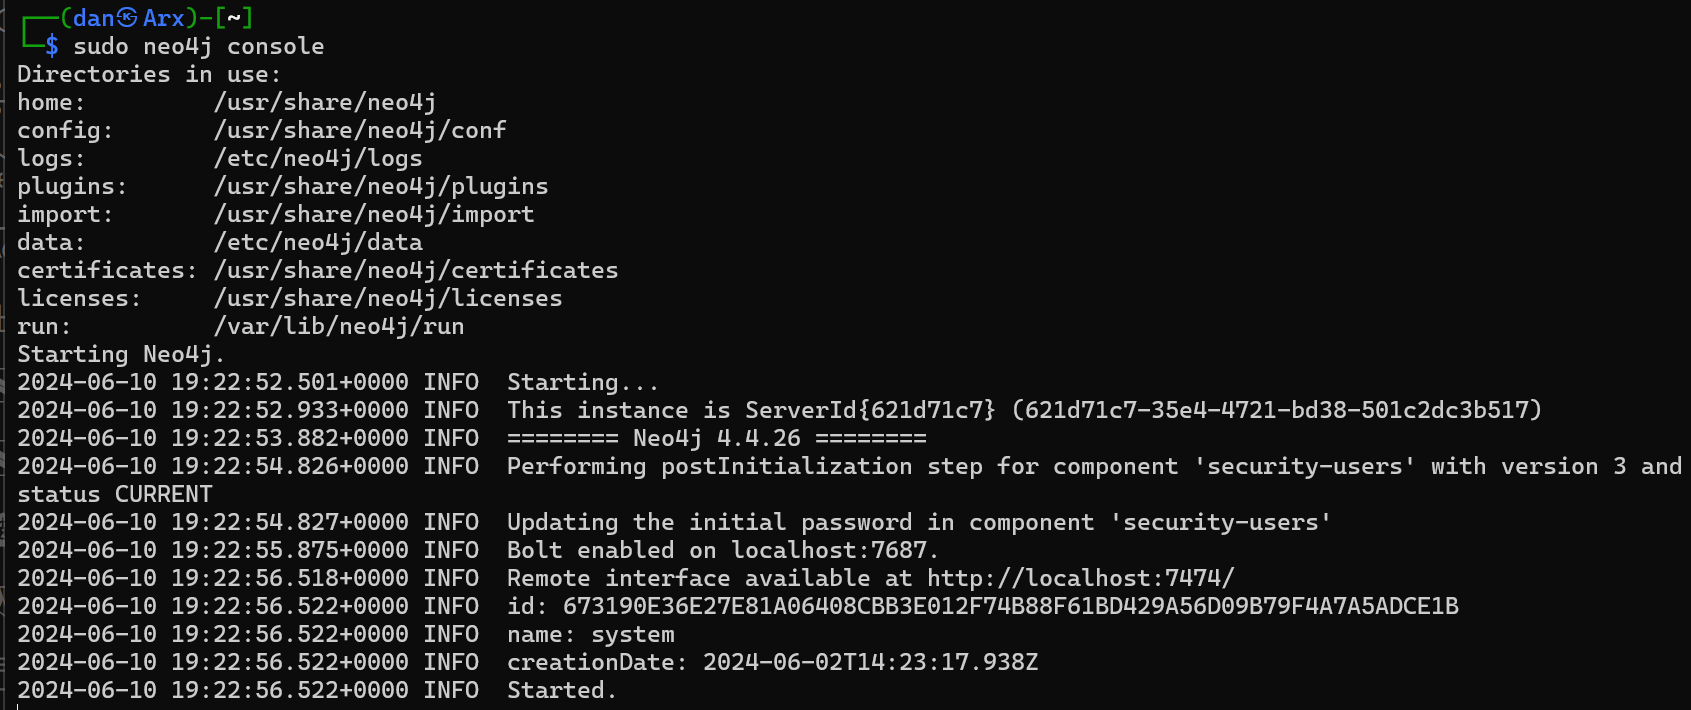 ┌──(dan㉿Arx)-[~]
└─$ sudo neo4j console
Directories in use:
home:         /usr/share/neo4j
config:       /usr/share/neo4j/conf
logs:         /etc/neo4j/logs
plugins:      /usr/share/neo4j/plugins
import:       /usr/share/neo4j/import
data:         /etc/neo4j/data
certificates: /usr/share/neo4j/certificates
licenses:     /usr/share/neo4j/licenses
run:          /var/lib/neo4j/run
Starting Neo4j.
2024-06-10 19:22:52.501+0000 INFO  Starting...
2024-06-10 19:22:52.933+0000 INFO  This instance is ServerId{621d71c7} (621d71c7-35e4-4721-bd38-501c2dc3b517)
2024-06-10 19:22:53.882+0000 INFO  ======== Neo4j 4.4.26 ========
2024-06-10 19:22:54.826+0000 INFO  Performing postInitialization step for component 'security-users' with version 3 and
status CURRENT
2024-06-10 19:22:54.827+0000 INFO  Updating the initial password in component 'security-users'
2024-06-10 19:22:55.875+0000 INFO  Bolt enabled on localhost:7687.
2024-06-10 19:22:56.518+0000 INFO  Remote interface available at http://localhost:7474/
2024-06-10 19:22:56.522+0000 INFO  id: 673190E36E27E81A06408CBB3E012F74B88F61BD429A56D09B79F4A7A5ADCE1B
2024-06-10 19:22:56.522+0000 INFO  name: system
2024-06-10 19:22:56.522+0000 INFO  creationDate: 2024-06-02T14:23:17.938Z
2024-06-10 19:22:56.522+0000 INFO  Started.